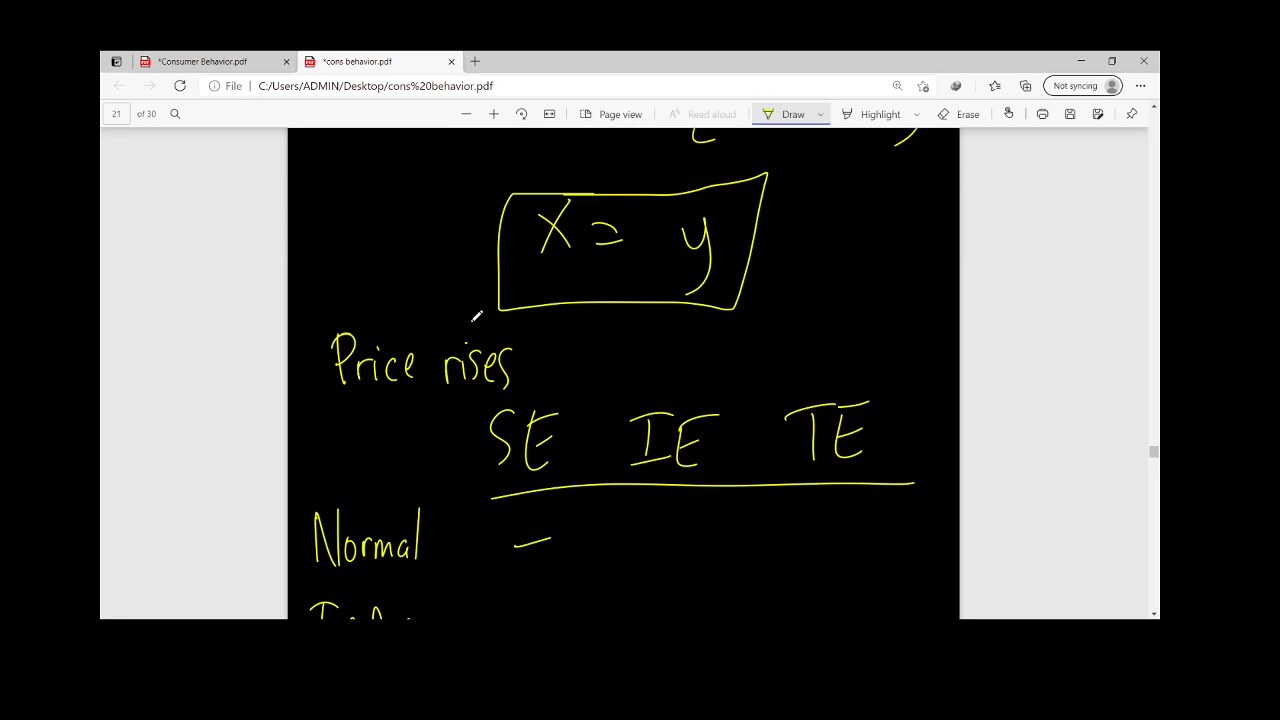 *Consumer Behavior.pdf
*cons behavior.pdf
File C:/Users/ADMIN/Desktop/cons%20behavior.pdf
Not syncing
21 of 30
Page view
Read aloud
Draw
Highlight
Erase
X = y
Price rises
SE IE TE
Normal —